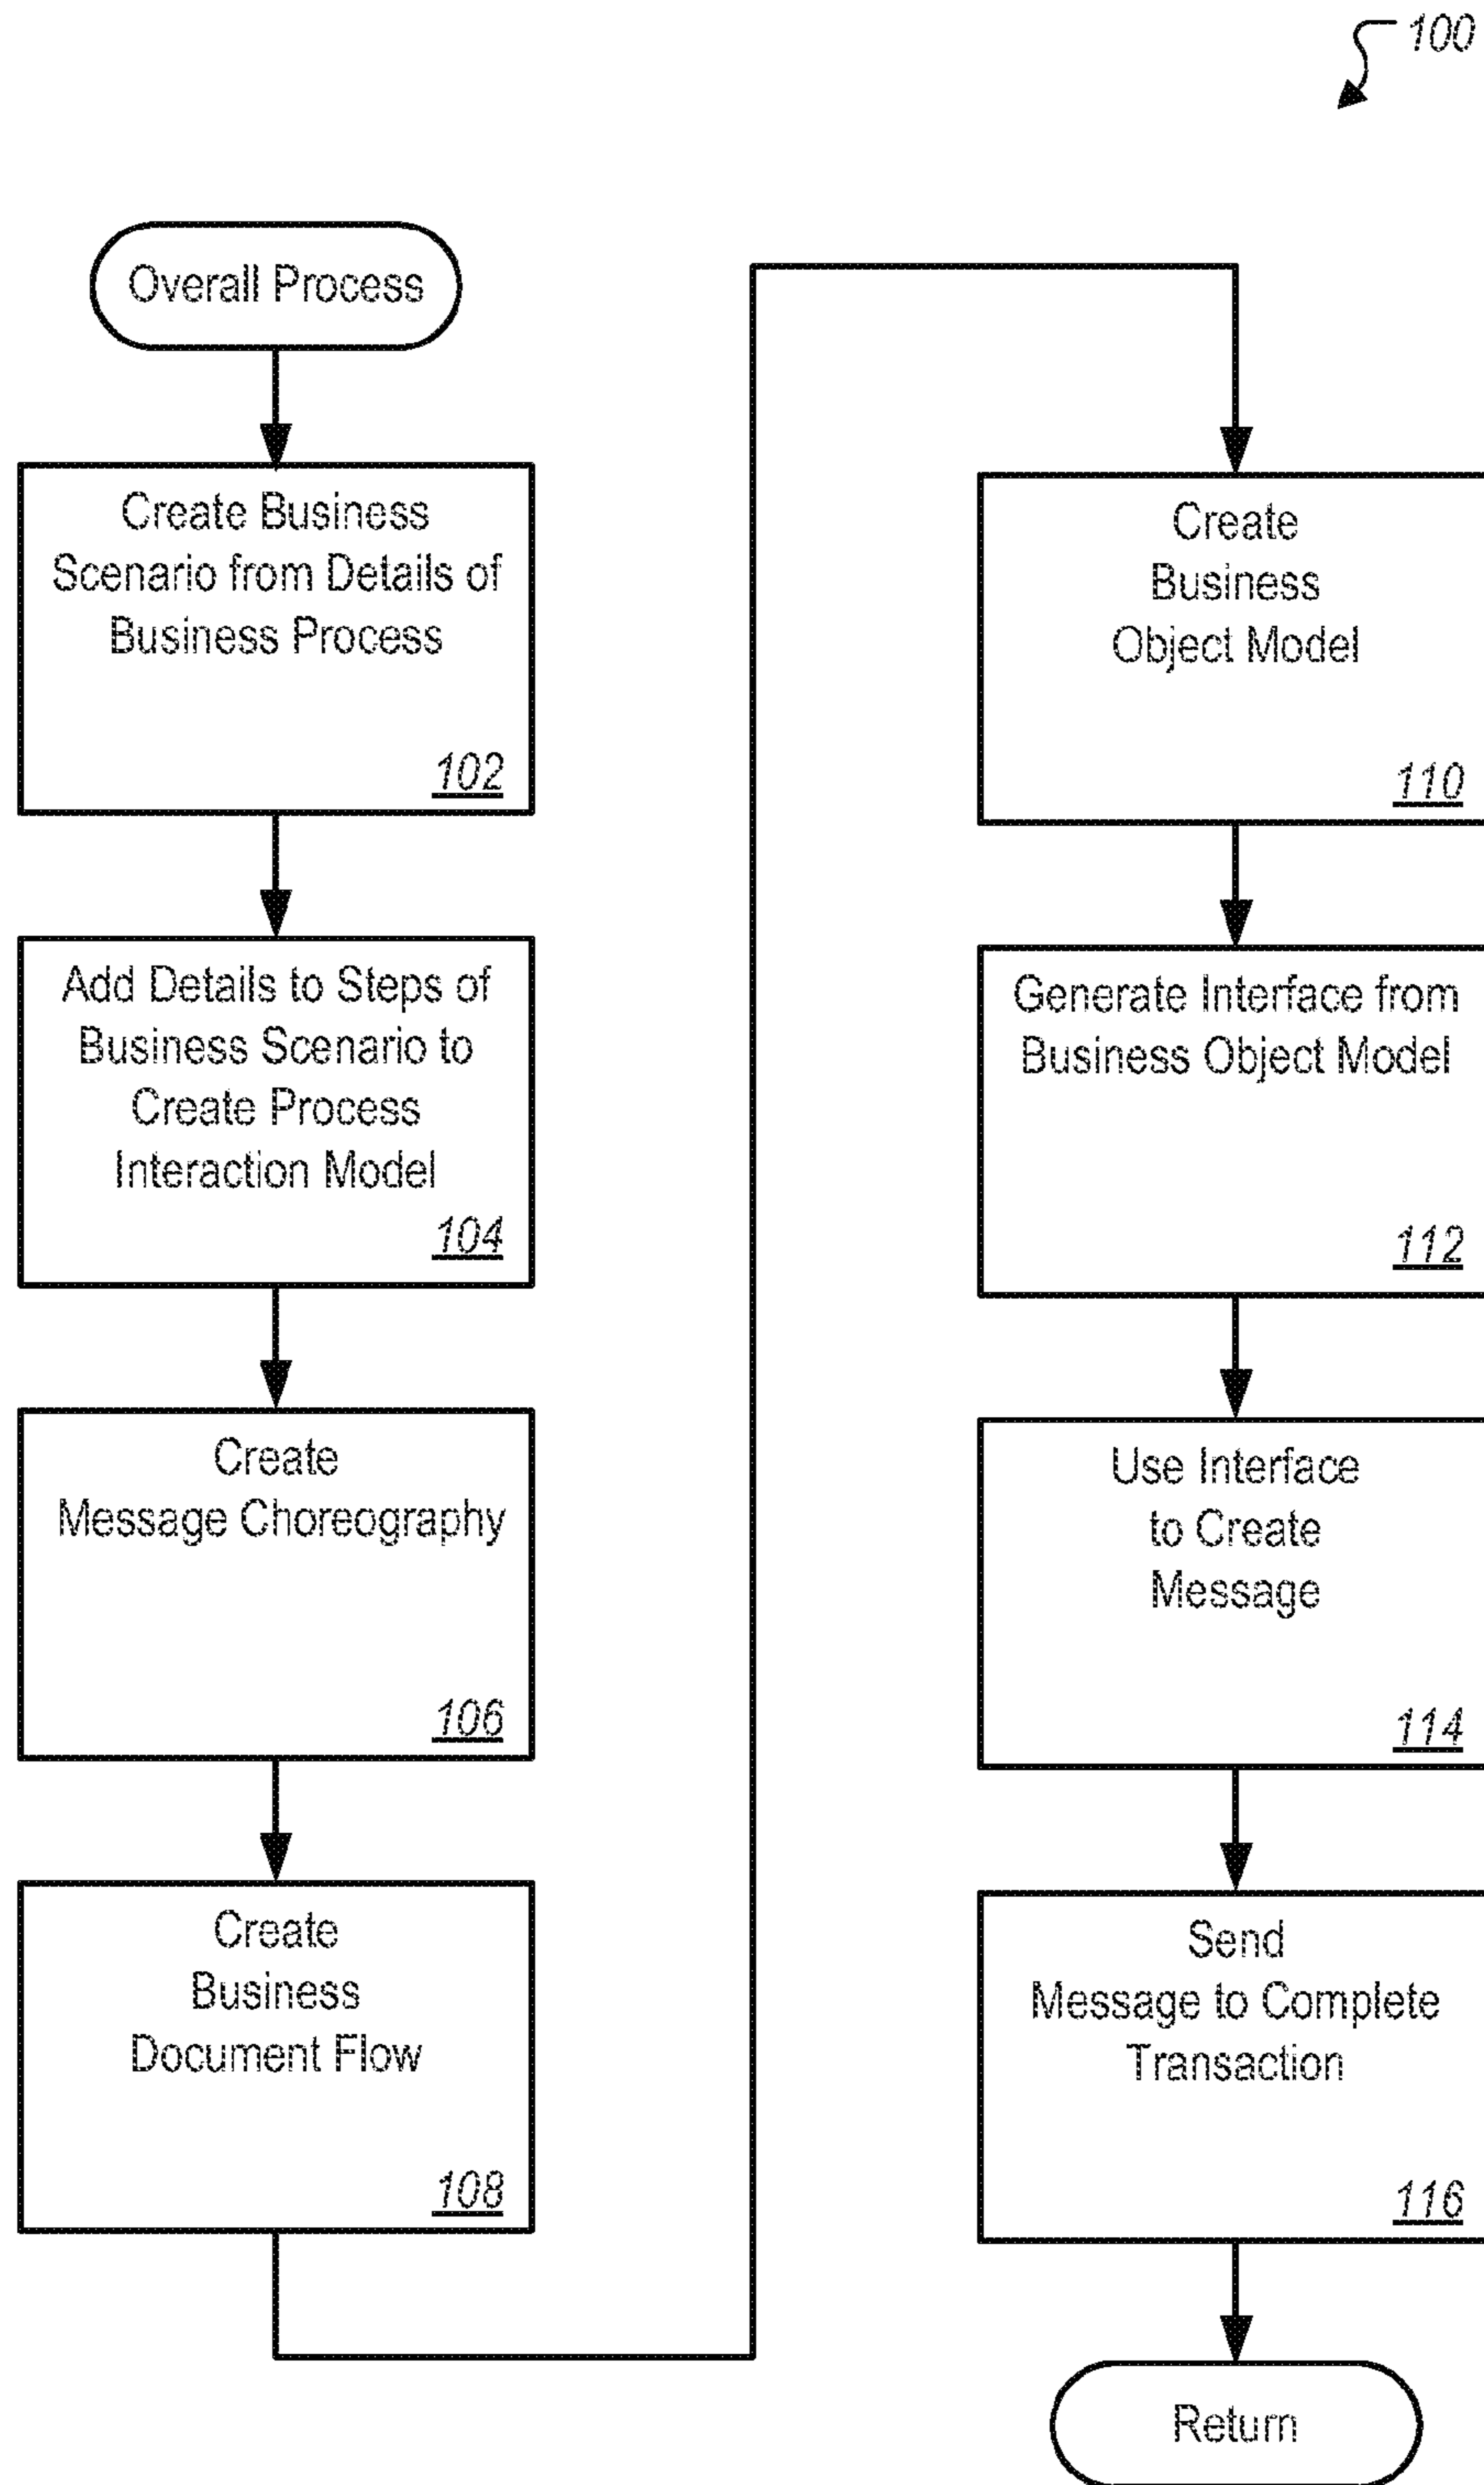 100
Overall Process
Create Business
Scenario from Details of
Business Process
102
Add Details to Steps of
Business Scenario to
Create Process
Interaction Model
104
Create
Message Choreography
106
Create
Business
Document Flow
108
Create
Business
Object Model
110
Generate Interface from
Business Object Model
112
Use Interface
to Create
Message
114
Send
Message to Complete
Transaction
116
Return